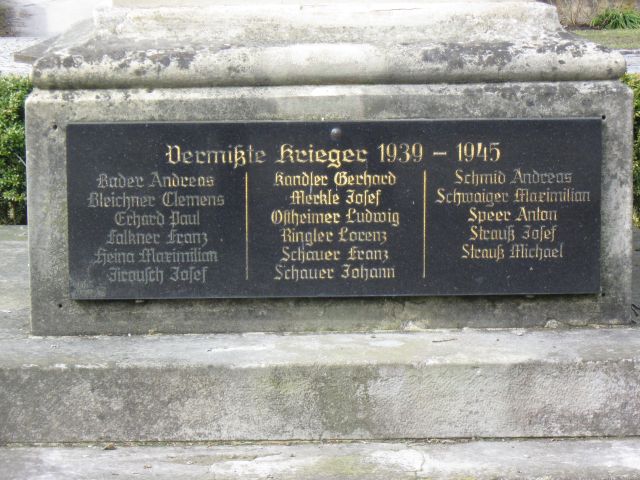 Vermißte Krieger 1939 – 1945
Bader Andreas
Bleichner Clemens
Erhard Paul
Falkner Franz
Heina Maximilian
Jirausch Josef
Kandler Gerhard
Merkle Josef
Ostheimer Ludwig
Ringler Lorenz
Schauer Franz
Schauer Johann
Schmid Andreas
Schwaiger Maximilian
Speer Anton
Strauß Josef
Strauß Michael